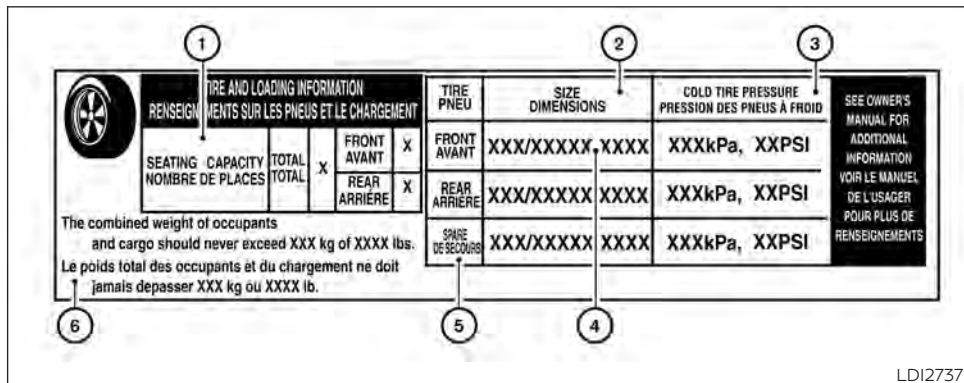 1
2
3
TIRE AND LOADING INFORMATION
RENSEIGNEMENTS SUR LES PNEUS ET LE CHARGEMENT
SEATING CAPACITY
NOMBRE DE PLACES
TOTAL
TOTAL
X
FRONT
AVANT
X
REAR
ARRIÉRE
X
The combined weight of occupants
and cargo should never exceed XXX kg of XXXX lbs.
Le poids total des occupants et du chargement ne doit
jamais depasser XXX kg ou XXXX lb.
TIRE
PNEU
SIZE
DIMENSIONS
COLD TIRE PRESSURE
PRESSION DES PNEUS À FROID
FRONT
AVANT
XXX/XXXXX XXXX
XXXkPa, XXPSI
REAR
ARRIÈRE
XXX/XXXXX XXXX
XXXkPa, XXPSI
SPARE
DE SECOURS
XXX/XXXXX XXXX
XXXkPa, XXPSI
SEE OWNER'S
MANUAL FOR
ADDITIONAL
INFORMATION
VOIR LE MANUEL
DE L'USAGER
POUR PLUS DE
RENSEIGNEMENTS
6
5
4
LDI2737